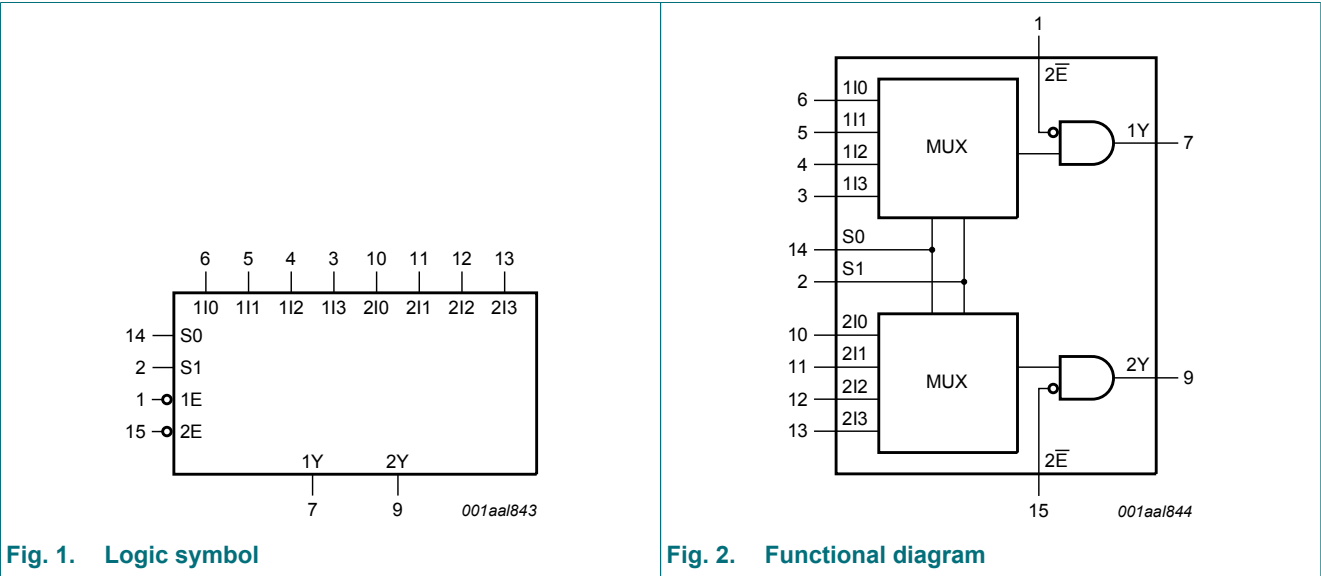 6 5 4 3 10 11 12 13
1I0 1I1 1I2 1I3 2I0 2I1 2I2 2I3
14 S0
2 S1
1 1E
15 2E
1Y 2Y
7 9 001aal843
Fig. 1. Logic symbol
1
2E̅
6 1I0
5 1I1
4 1I2
3 1I3
MUX
1Y 7
14 S0
2 S1
10 2I0
11 2I1
12 2I2
13 2I3
MUX
2Y 9
2E̅
15 001aal844
Fig. 2. Functional diagram